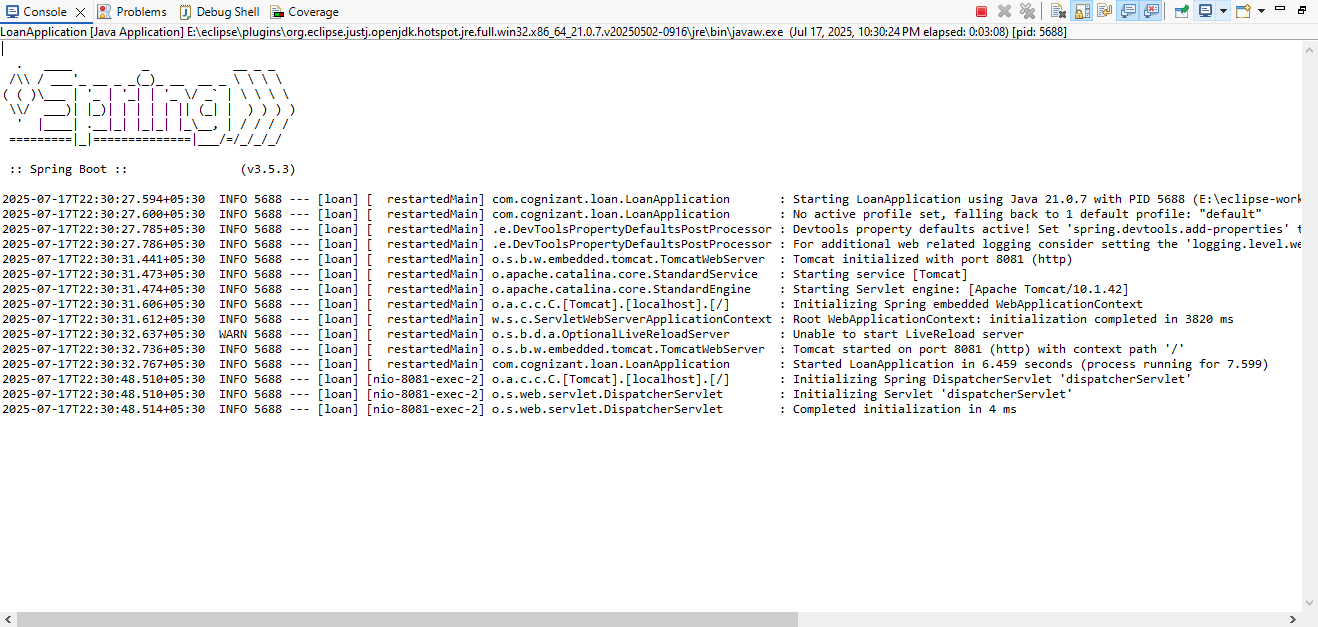 Console Problems Debug Shell Coverage
LoanApplication [Java Application] E:\eclipse\plugins\org.eclipse.justj.openjdk.hotspot.jre.full.win32.x86_64_21.0.7.v20250502-0916\jre\bin\javaw.exe (Jul 17, 2025, 10:30:24 PM elapsed: 0:03:08) [pid: 5688]
  .   ____          _            __ _ _
 /\\ / ___'_ __ _ _(_)_ __  __ _ \ \ \ \
( ( )\___ | '_ | '_| | '_ \/ _` | \ \ \ \
 \\/  ___)| |_)| | | | | || (_| |  ) ) ) )
  '  |____| .__|_| |_|_| |_\__, | / / / /
 =========|_|==============|___/=/_/_/_/
 :: Spring Boot ::                (v3.5.3)
2025-07-17T22:30:27.594+05:30  INFO 5688 --- [loan] [  restartedMain] com.cognizant.loan.LoanApplication       : Starting LoanApplication using Java 21.0.7 with PID 5688 (E:\eclipse-work
2025-07-17T22:30:27.600+05:30  INFO 5688 --- [loan] [  restartedMain] com.cognizant.loan.LoanApplication       : No active profile set, falling back to 1 default profile: "default"
2025-07-17T22:30:27.785+05:30  INFO 5688 --- [loan] [  restartedMain] .e.DevToolsPropertyDefaultsPostProcessor : Devtools property defaults active! Set 'spring.devtools.add-properties' t
2025-07-17T22:30:27.786+05:30  INFO 5688 --- [loan] [  restartedMain] .e.DevToolsPropertyDefaultsPostProcessor : For additional web related logging consider setting the 'logging.level.we
2025-07-17T22:30:31.441+05:30  INFO 5688 --- [loan] [  restartedMain] o.s.b.w.embedded.tomcat.TomcatWebServer  : Tomcat initialized with port 8081 (http)
2025-07-17T22:30:31.473+05:30  INFO 5688 --- [loan] [  restartedMain] o.apache.catalina.core.StandardService   : Starting service [Tomcat]
2025-07-17T22:30:31.474+05:30  INFO 5688 --- [loan] [  restartedMain] o.apache.catalina.core.StandardEngine    : Starting Servlet engine: [Apache Tomcat/10.1.42]
2025-07-17T22:30:31.606+05:30  INFO 5688 --- [loan] [  restartedMain] o.a.c.c.C.[Tomcat].[localhost].[/]       : Initializing Spring embedded WebApplicationContext
2025-07-17T22:30:31.612+05:30  INFO 5688 --- [loan] [  restartedMain] w.s.c.ServletWebServerApplicationContext : Root WebApplicationContext: initialization completed in 3820 ms
2025-07-17T22:30:32.637+05:30  WARN 5688 --- [loan] [  restartedMain] o.s.b.d.a.OptionalLiveReloadServer       : Unable to start LiveReload server
2025-07-17T22:30:32.736+05:30  INFO 5688 --- [loan] [  restartedMain] o.s.b.w.embedded.tomcat.TomcatWebServer  : Tomcat started on port 8081 (http) with context path '/'
2025-07-17T22:30:32.767+05:30  INFO 5688 --- [loan] [  restartedMain] com.cognizant.loan.LoanApplication       : Started LoanApplication in 6.459 seconds (process running for 7.599)
2025-07-17T22:30:48.510+05:30  INFO 5688 --- [loan] [nio-8081-exec-2] o.a.c.c.C.[Tomcat].[localhost].[/]       : Initializing Spring DispatcherServlet 'dispatcherServlet'
2025-07-17T22:30:48.510+05:30  INFO 5688 --- [loan] [nio-8081-exec-2] o.s.web.servlet.DispatcherServlet        : Initializing Servlet 'dispatcherServlet'
2025-07-17T22:30:48.514+05:30  INFO 5688 --- [loan] [nio-8081-exec-2] o.s.web.servlet.DispatcherServlet        : Completed initialization in 4 ms